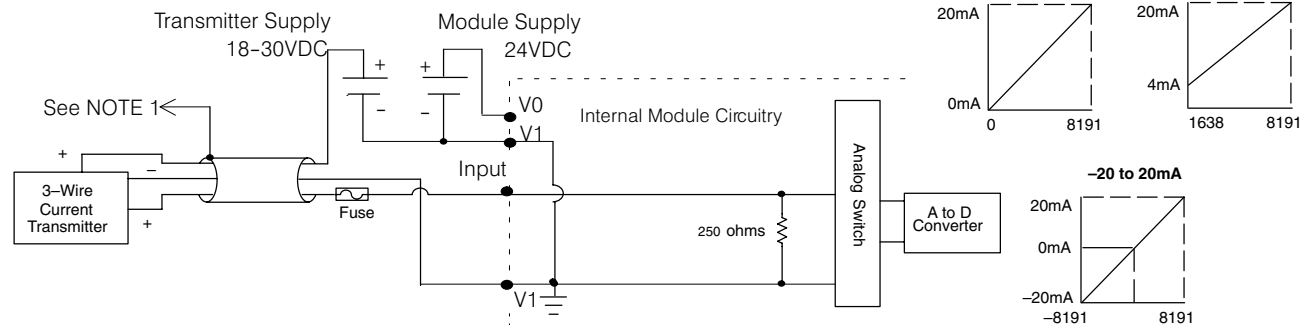 Transmitter Supply
18–30VDC
Module Supply
24VDC
+
–
+
–
See NOTE 1
V0
V1
Internal Module Circuitry
Input
+
–
+
3–Wire
Current
Transmitter
Fuse
250 ohms
V1
Analog Switch
A to D
Converter
20mA
0mA
0
8191
20mA
4mA
1638
8191
–20 to 20mA
20mA
0mA
–20mA
–8191
8191